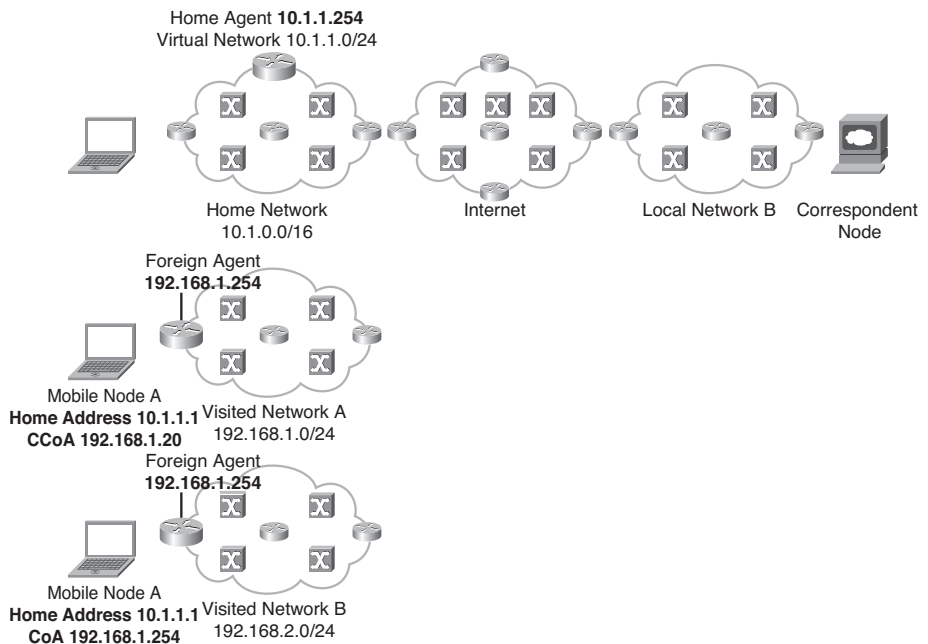 Home Agent 10.1.1.254
Virtual Network 10.1.1.0/24
Home Network
10.1.0.0/16
Internet
Local Network B
Correspondent
Node
Foreign Agent
192.168.1.254
Mobile Node A
Home Address 10.1.1.1
CCoA 192.168.1.20
Visited Network A
192.168.1.0/24
Foreign Agent
192.168.1.254
Mobile Node A
Home Address 10.1.1.1
CoA 192.168.1.254
Visited Network B
192.168.2.0/24